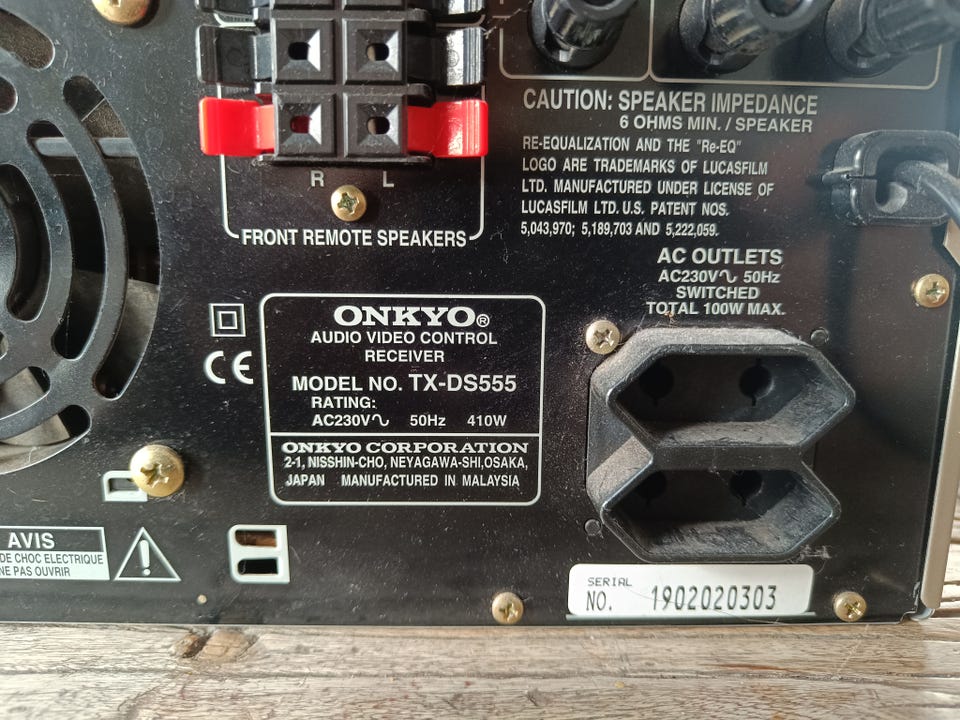 CAUTION: SPEAKER IMPEDANCE
6 OHMS MIN. / SPEAKER
RE-EQUALIZATION AND THE "Re-EQ"
LOGO ARE TRADEMARKS OF LUCASFILM
LTD. MANUFACTURED UNDER LICENSE OF
LUCASFILM LTD. U.S. PATENT NOS.
5,043,970; 5,189,703 AND 5,222,059.
R L
FRONT REMOTE SPEAKERS
AC OUTLETS
AC230V~ 50Hz
SWITCHED
TOTAL 100W MAX.
CE
ONKYO®
AUDIO VIDEO CONTROL
RECEIVER
MODEL NO. TX-DS555
RATING:
AC230V~ 50Hz 410W
ONKYO CORPORATION
2-1, NISSHIN-CHO, NEYAGAWA-SHI,OSAKA,
JAPAN MANUFACTURED IN MALAYSIA
AVIS
DE CHOC ELECTRIQUE
NE PAS OUVRIR
SERIAL
NO. 1902020303